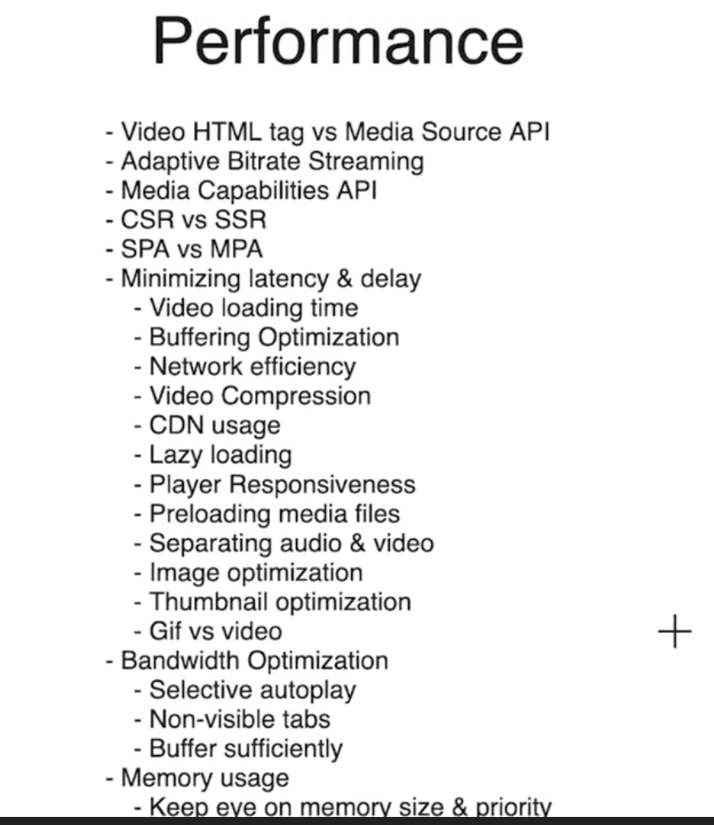 Performance
- Video HTML tag vs Media Source API
- Adaptive Bitrate Streaming
- Media Capabilities API
- CSR vs SSR
- SPA vs MPA
- Minimizing latency & delay
- Video loading time
- Buffering Optimization
- Network efficiency
- Video Compression
- CDN usage
- Lazy loading
- Player Responsiveness
- Preloading media files
- Separating audio & video
- Image optimization
- Thumbnail optimization
- Gif vs video
- Bandwidth Optimization
- Selective autoplay
- Non-visible tabs
- Buffer sufficiently
- Memory usage
- Keep eye on memory size & priority